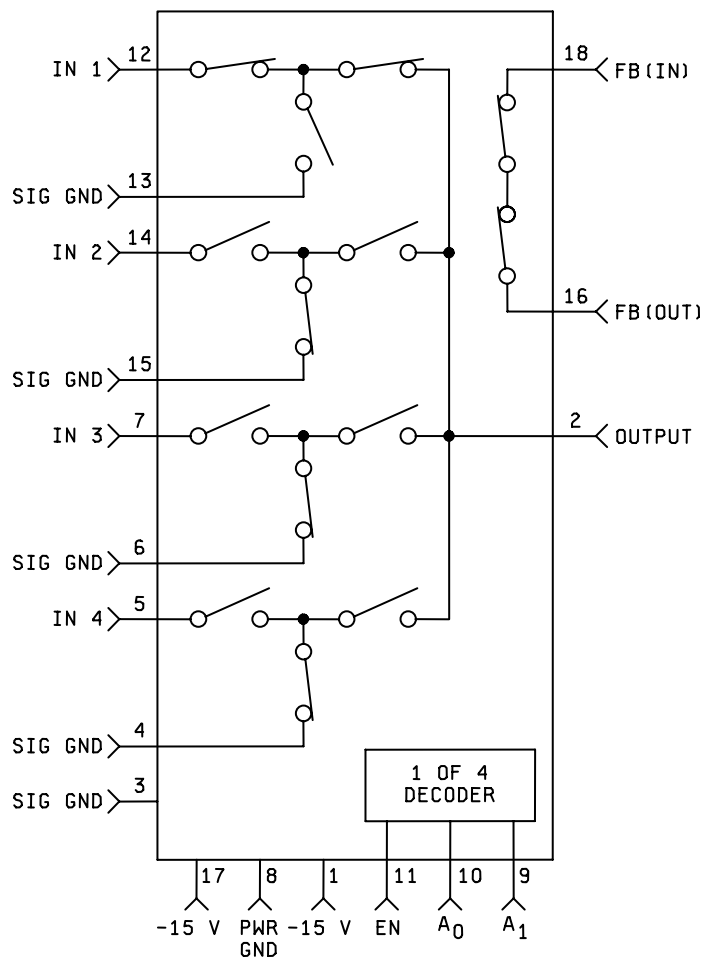 IN 1 12
18 FB(IN)
SIG GND 13
IN 2 14
16 FB(OUT)
SIG GND 15
IN 3 7
2 OUTPUT
SIG GND 6
IN 4 5
SIG GND 4
SIG GND 3
1 OF 4
DECODER
17 8 1 11 10 9
-15 V PWR GND -15 V EN A0 A1